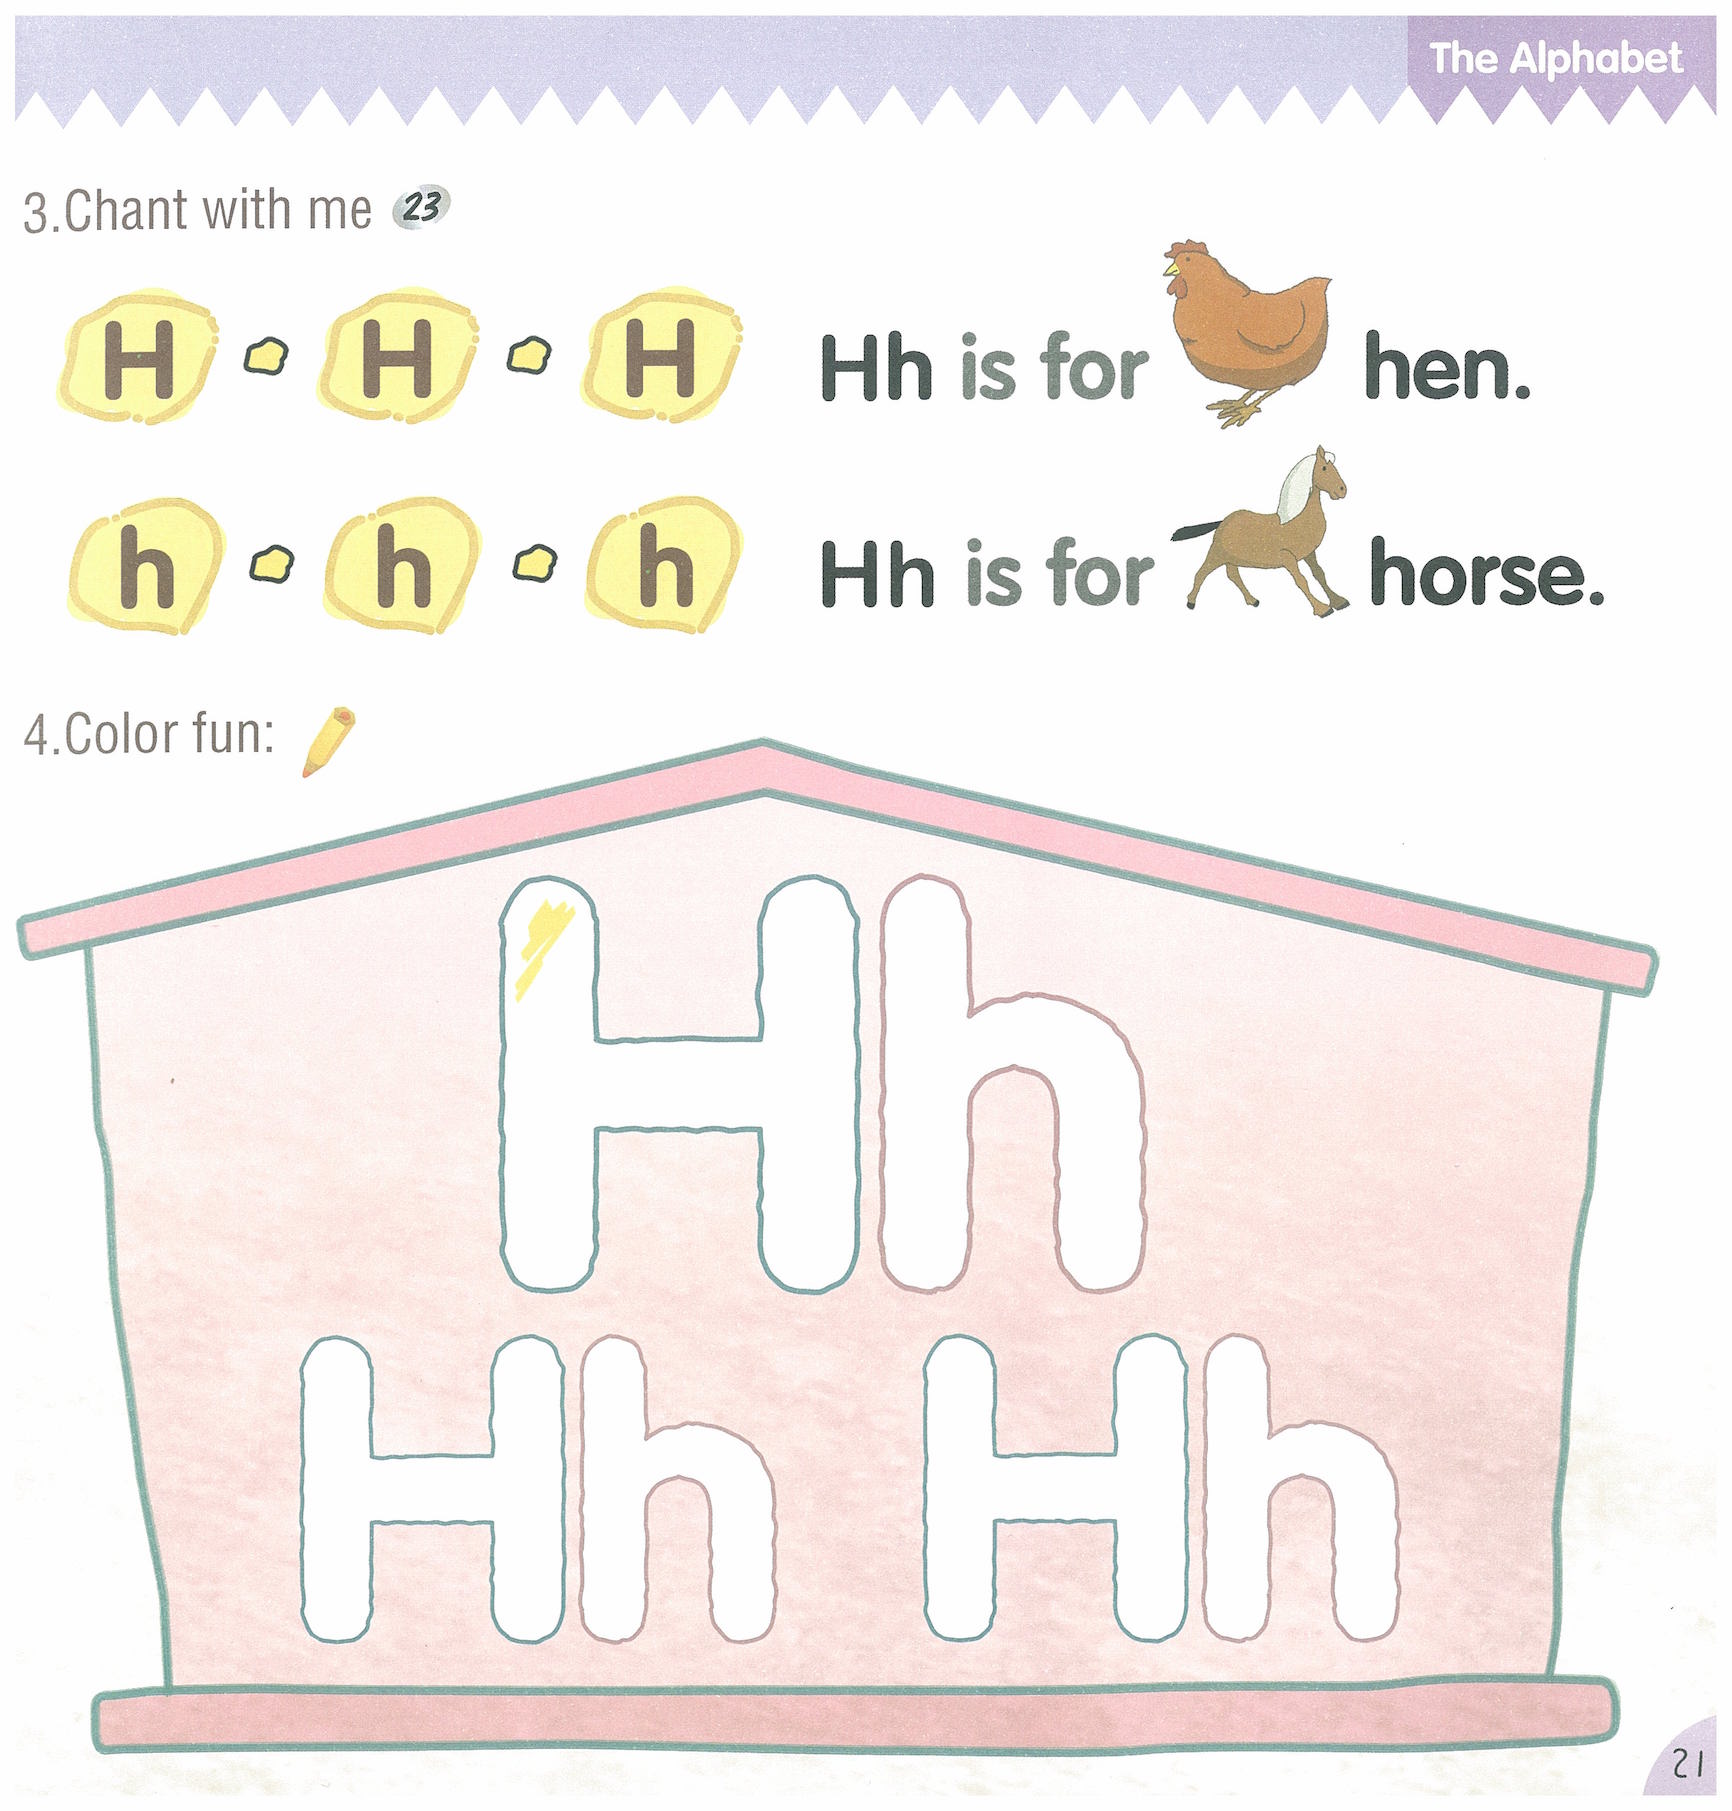 The Alphabet
3.Chant with me 23
H H H Hh is for hen.
h h h Hh is for horse.
4.Color fun:
Hh
Hh Hh
21